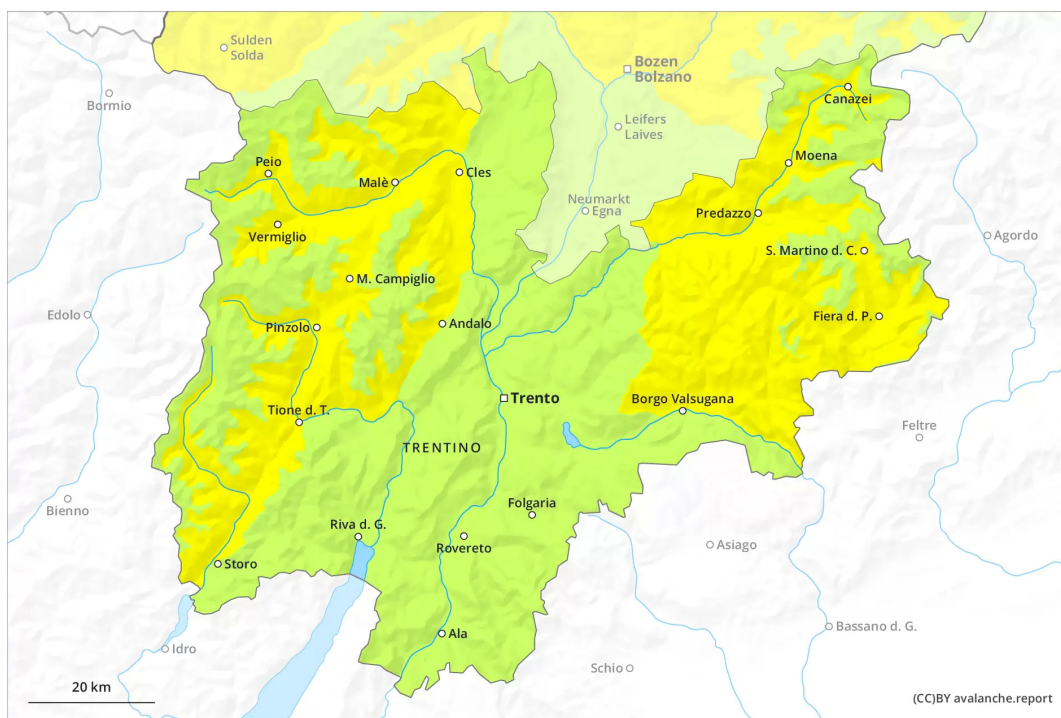 Sulden
Solda
Bozen
Bolzano
Bormio
Canazei
Leifers
Laives
Peio
Malè
Cles
Moena
Neumarkt
Egna
Predazzo
Vermiglio
S. Martino d. C.
Agordo
M. Campiglio
Edolo
Pinzolo
Andalo
Fiera d. P.
Trento
Borgo Valsugana
Tione d. T.
Feltre
TRENTINO
Bienno
Folgaria
Riva d. G.
Rovereto
Asiago
Storo
Bassano d. G.
Ala
Idro
Schio
20 km
(CC)BY avalanche.report